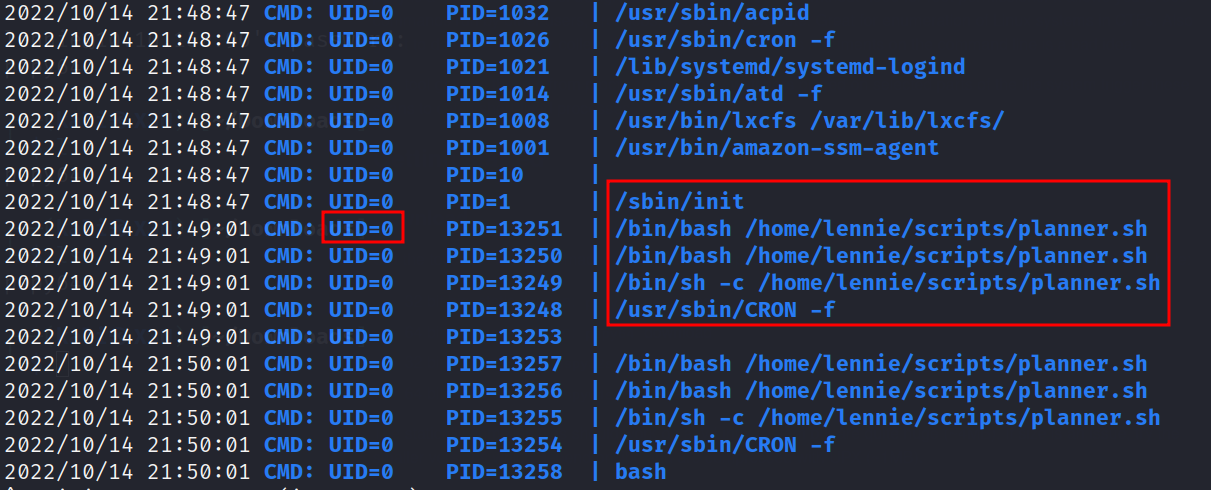 2022/10/14 21:48:47 CMD: UID=0 PID=1032 | /usr/sbin/acpid
2022/10/14 21:48:47 CMD: UID=0 PID=1026 | /usr/sbin/cron -f
2022/10/14 21:48:47 CMD: UID=0 PID=1021 | /lib/systemd/systemd-logind
2022/10/14 21:48:47 CMD: UID=0 PID=1014 | /usr/sbin/atd -f
2022/10/14 21:48:47 CMD: UID=0 PID=1008 | /usr/bin/lxcfs /var/lib/lxcfs/
2022/10/14 21:48:47 CMD: UID=0 PID=1001 | /usr/bin/amazon-ssm-agent
2022/10/14 21:48:47 CMD: UID=0 PID=10 |
2022/10/14 21:48:47 CMD: UID=0 PID=1 | /sbin/init
2022/10/14 21:49:01 CMD: UID=0 PID=13251 | /bin/bash /home/lennie/scripts/planner.sh
2022/10/14 21:49:01 CMD: UID=0 PID=13250 | /bin/bash /home/lennie/scripts/planner.sh
2022/10/14 21:49:01 CMD: UID=0 PID=13249 | /bin/sh -c /home/lennie/scripts/planner.sh
2022/10/14 21:49:01 CMD: UID=0 PID=13248 | /usr/sbin/CRON -f
2022/10/14 21:49:01 CMD: UID=0 PID=13253 |
2022/10/14 21:50:01 CMD: UID=0 PID=13257 | /bin/bash /home/lennie/scripts/planner.sh
2022/10/14 21:50:01 CMD: UID=0 PID=13256 | /bin/bash /home/lennie/scripts/planner.sh
2022/10/14 21:50:01 CMD: UID=0 PID=13255 | /bin/sh -c /home/lennie/scripts/planner.sh
2022/10/14 21:50:01 CMD: UID=0 PID=13254 | /usr/sbin/CRON -f
2022/10/14 21:50:01 CMD: UID=0 PID=13258 | bash